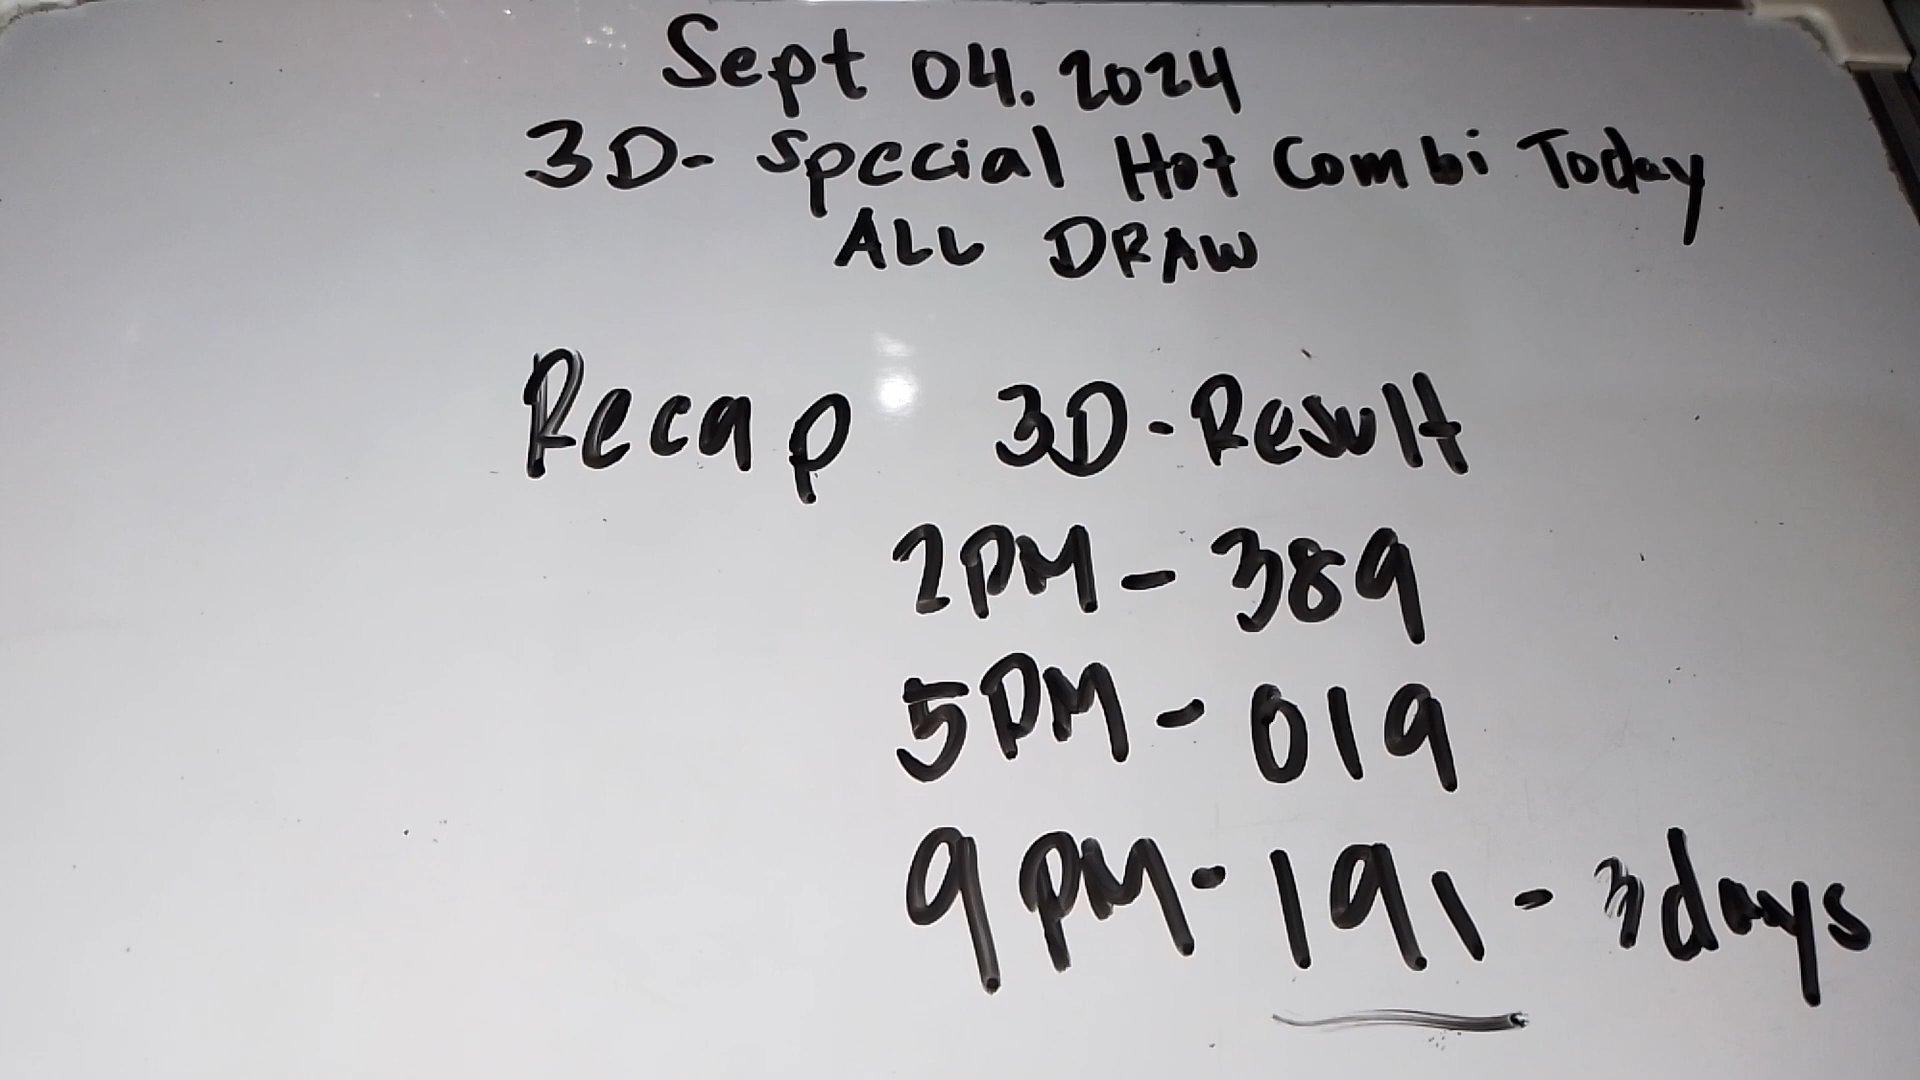 Sept 04. 2024
3D- Special Hot Combi Today
ALL DRAW
Recap 3D-Result
2PM - 389
5PM - 019
9PM - 191 - 3days